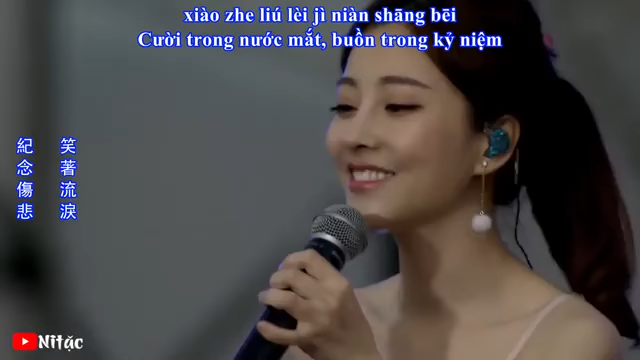 xiào zhe liú lèi jì niàn shāng bēi
Cười trong nước mắt, buồn trong kỷ niệm
笑著流淚
紀念傷悲
Nitặc